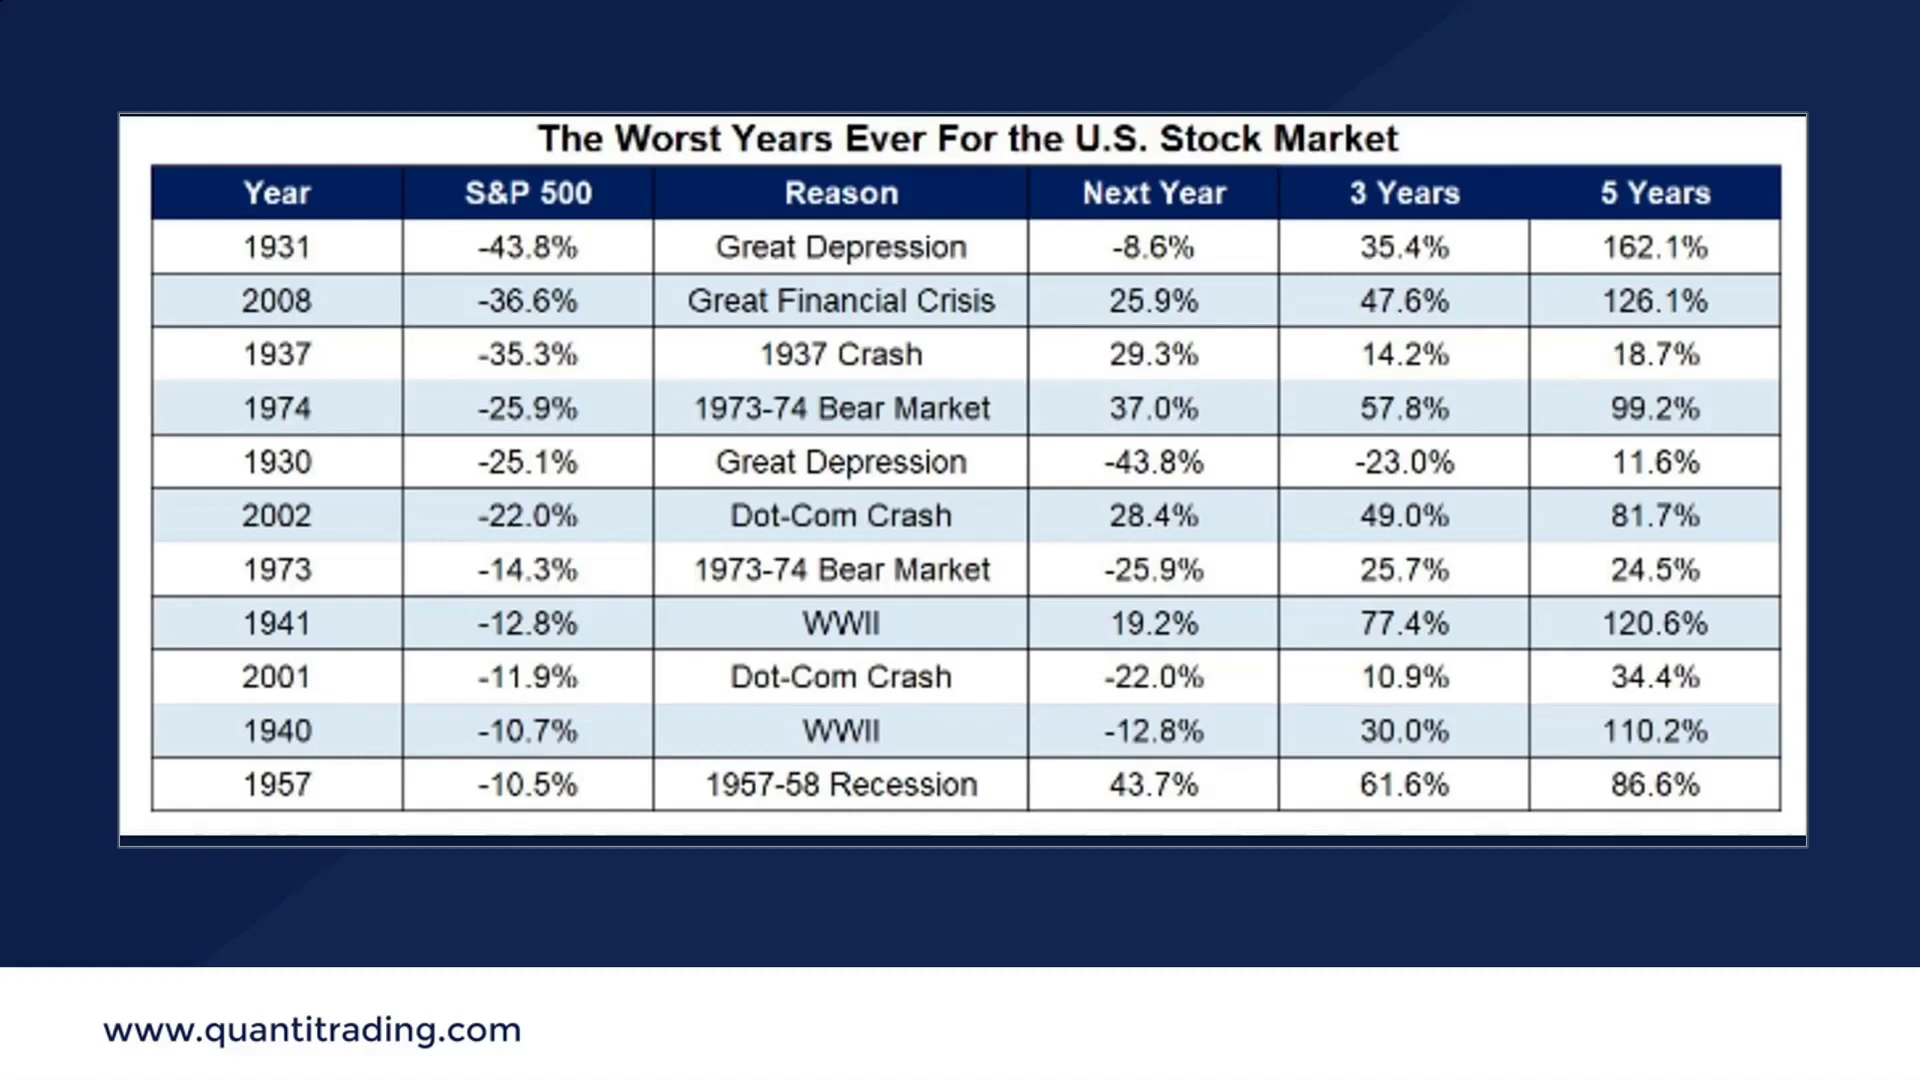 The Worst Years Ever For the U.S. Stock Market
Year S&P 500 Reason Next Year 3 Years 5 Years
1931 -43.8% Great Depression -8.6% 35.4% 162.1%
2008 -36.6% Great Financial Crisis 25.9% 47.6% 126.1%
1937 -35.3% 1937 Crash 29.3% 14.2% 18.7%
1974 -25.9% 1973-74 Bear Market 37.0% 57.8% 99.2%
1930 -25.1% Great Depression -43.8% -23.0% 11.6%
2002 -22.0% Dot-Com Crash 28.4% 49.0% 81.7%
1973 -14.3% 1973-74 Bear Market -25.9% 25.7% 24.5%
1941 -12.8% WWII 19.2% 77.4% 120.6%
2001 -11.9% Dot-Com Crash -22.0% 10.9% 34.4%
1940 -10.7% WWII -12.8% 30.0% 110.2%
1957 -10.5% 1957-58 Recession 43.7% 61.6% 86.6%
www.quantitrading.com